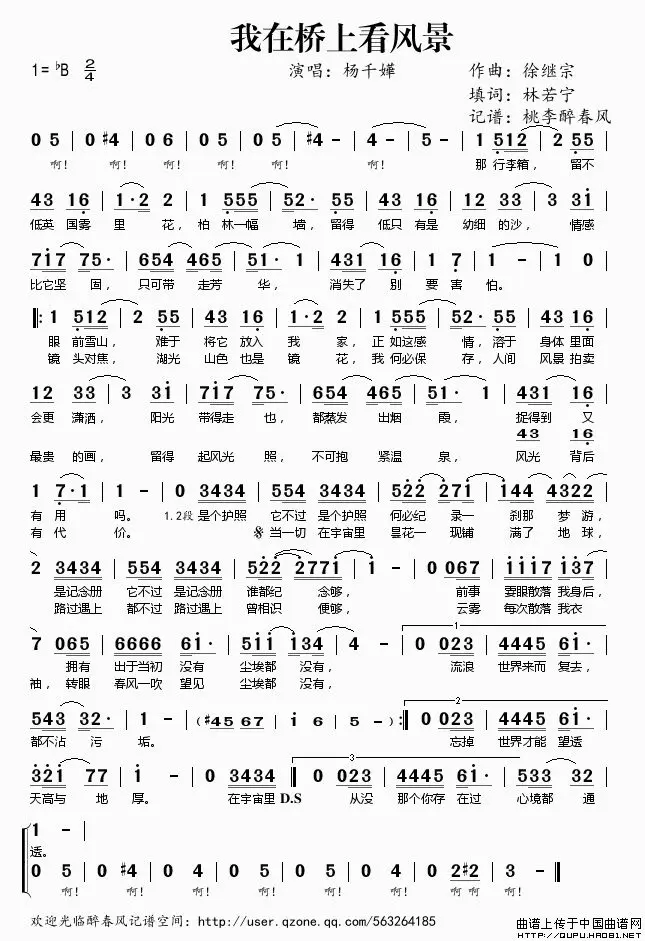 我在桥上看风景
1=♭B 2/4 演唱：杨千嬅 作曲：徐继宗
填词：林若宁
记谱：桃李醉春风
0 5 | 0 #4 | 0 6 | 0 5 | 0 5 | #4 - | 4 - | 5 - | 1 512 | 2 55 |
啊! 啊! 啊! 啊! 啊! 啊! 啊! 那 行李箱， 留不
43 16 | 1·2 2 | 1 555 | 52· 55 | 43 16 | 12 33 | 3 3i |
低英 国雾 里 花，柏 林一幅 墙，留得 低只 有是 幼细 的沙， 情感
7i7 75· | 654 465 | 51· 1 | 431 16 | 1 7 | 1 - | 1 0 |
比它坚 固， 只可带 走芳 华， 消失了 别 要 害 怕。
‖: 1 512 | 2 55 | 43 16 | 1·2 2 | 1 555 | 52· 55 | 43 16 |
眼 前雪山， 难于 将它 放入 我 家，正 如这感 情，溶于 身体 里面
镜 头对焦， 湖光 山色 也是 镜 花，我 何必保 存，人间 风景 拍卖
12 33 | 3 3i | 7i7 75· | 654 465 | 51· 1 | 431 16 |
会更 潇洒， 阳光 带得走 也， 都蒸发 出烟 霞， 捉得到 又
43 16
最贵 的画， 留得 起风光 照， 不可抱 紧温 泉， 风光 背后
1 7·1 | 1 - | 0 3434 | 554 3434 | 522 271 | 144 4322 |
有 用 吗。 1.2段 是个护照 它不过 是个护照 何必纪 录一 刹那 梦 游，
有 代 价。 𝄋 当一切 在宇宙里 昙花一 现铺 满了 地 球，
2 3434 | 554 3434 | 522 2771 | 1 - | 0 067 | iii7 i37 |
是记念册 它不过 是记念册 谁都纪 念够， 前事 要眼散落 我身后，
路过遇上 都不过 路过遇上 曾相识 便够， 云雾 每次散落 我衣
7 065 | 6666 6i· | 5ii i34 | 4 - | 0 023 | 4445 6i· |
拥有 出于当初 没有 尘埃都 没有， 流浪 世界来而 复去，
袖，转眼 春风一吹 望见 尘埃都 没有，
543 32· | 1 - | (#45 67 | i 6 | 5 -) :‖ 0 023 | 4445 6i· |
都不沾 污 垢。 忘掉 世界才能 望透
32i 77 | i - | 0 3434 ‖ 0 023 | 4445 6i· | 533 32 |
天高与 地 厚。 在宇宙里 D.S 从没 那个你存 在过 心境都 通
1 - |
透。
0 5 | 0 #4 | 0 4 | 0 5 | 0 5 | 0 4 | 0 2#2 | 3 - ‖
啊! 啊! 啊! 啊! 啊! 啊! 啊! 啊!
欢迎光临醉春风记谱空间：http://user.qzone.qq.com/563264185
曲谱上传于中国曲谱网
HTTP://QUPU.HAO81.NET